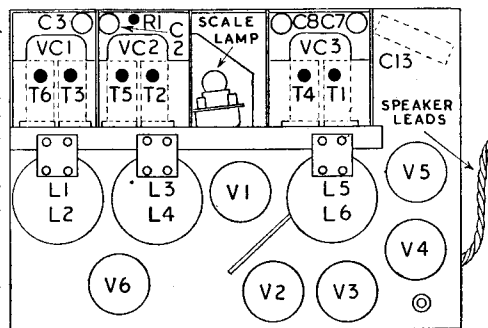 C3
R1
C2
SCALE LAMP
C8 C7
VC1
VC2
VC3
C13
T6 T3
T5 T2
T4 T1
SPEAKER LEADS
L1
L2
L3
L4
V1
L5
L6
V5
V4
V6
V2
V3